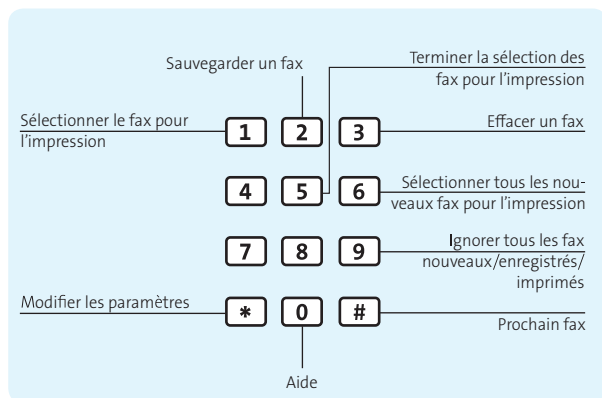 Sauvegarder un fax
Terminer la sélection des
fax pour l'impression
Sélectionner le fax pour
l'impression
1 2 3
Effacer un fax
4 5 6
Sélectionner tous les nou-
veaux fax pour l'impression
7 8 9
Ignorer tous les fax
nouveaux/enregistrés/
imprimés
Modifier les paramètres
* 0 #
Prochain fax
Aide